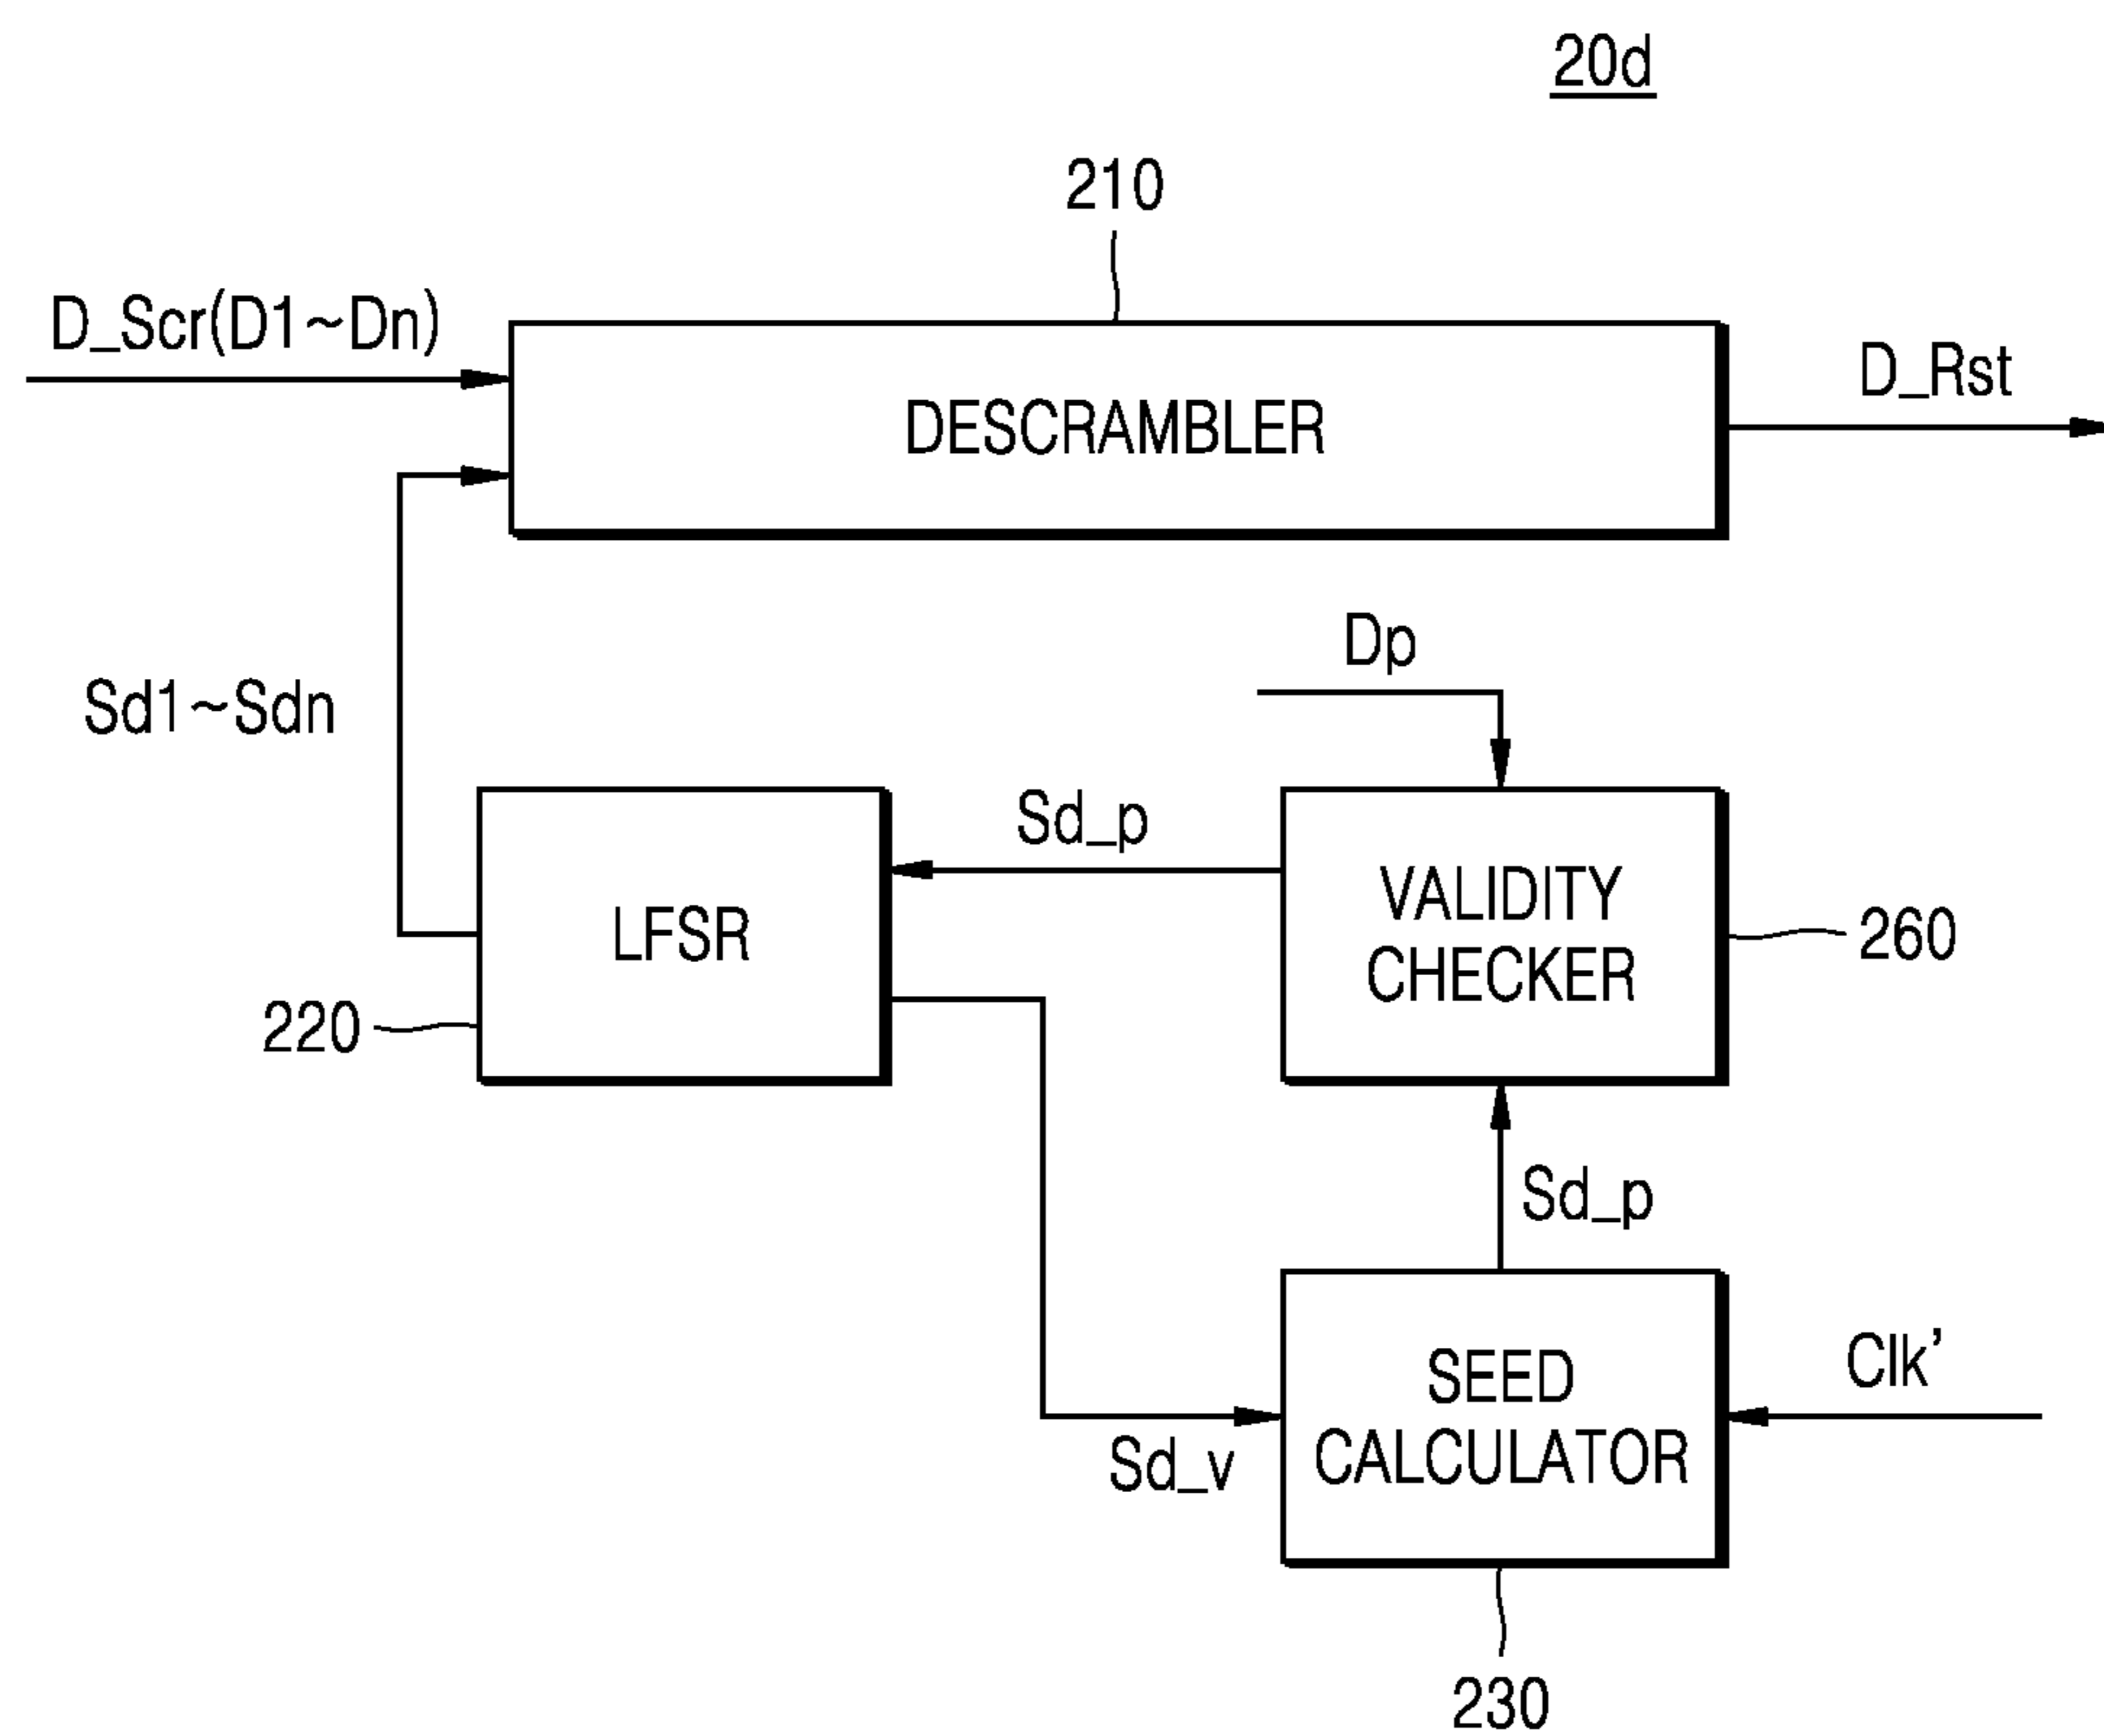 20d
210
D_Scr(D1~Dn)
D_Rst
DESCRAMBLER
Dp
Sd1~Sdn
Sd_p
VALIDITY
CHECKER
LFSR
260
220
Sd_p
Clk’
SEED
CALCULATOR
Sd_v
230